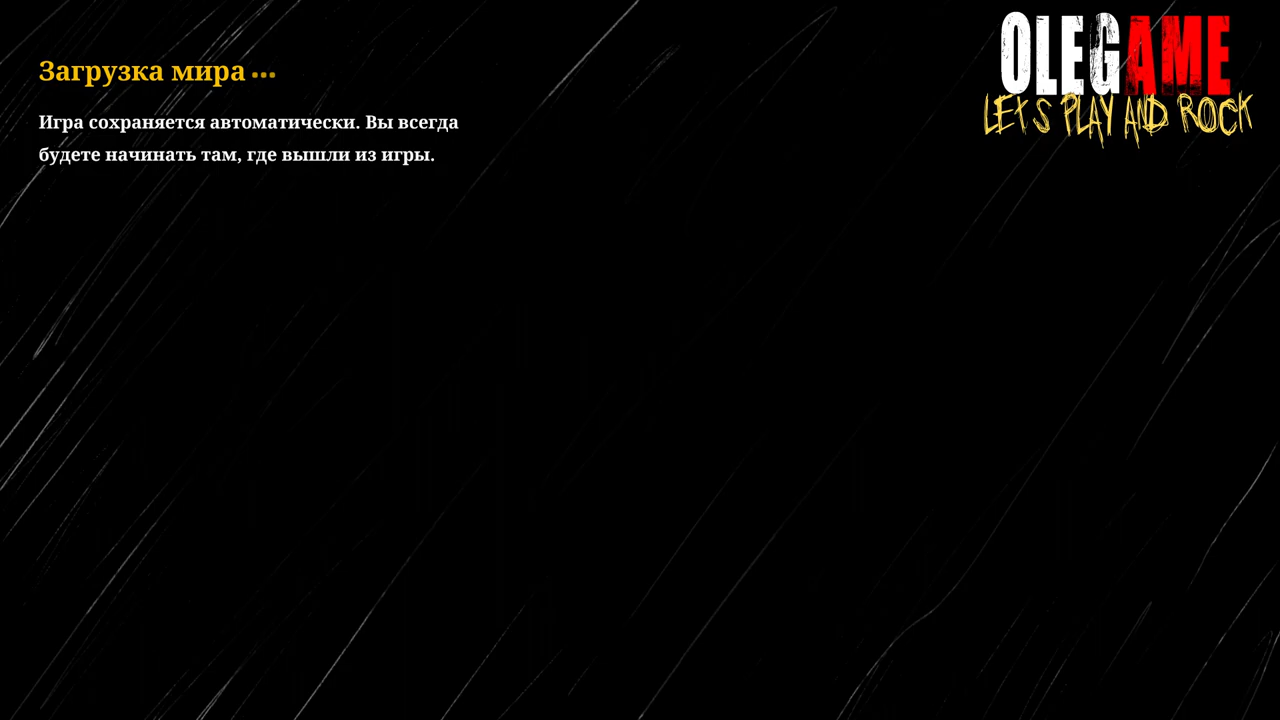 Загрузка мира ...
Игра сохраняется автоматически. Вы всегда
будете начинать там, где вышли из игры.
OLEGAME
LET'S PLAY AND ROCK